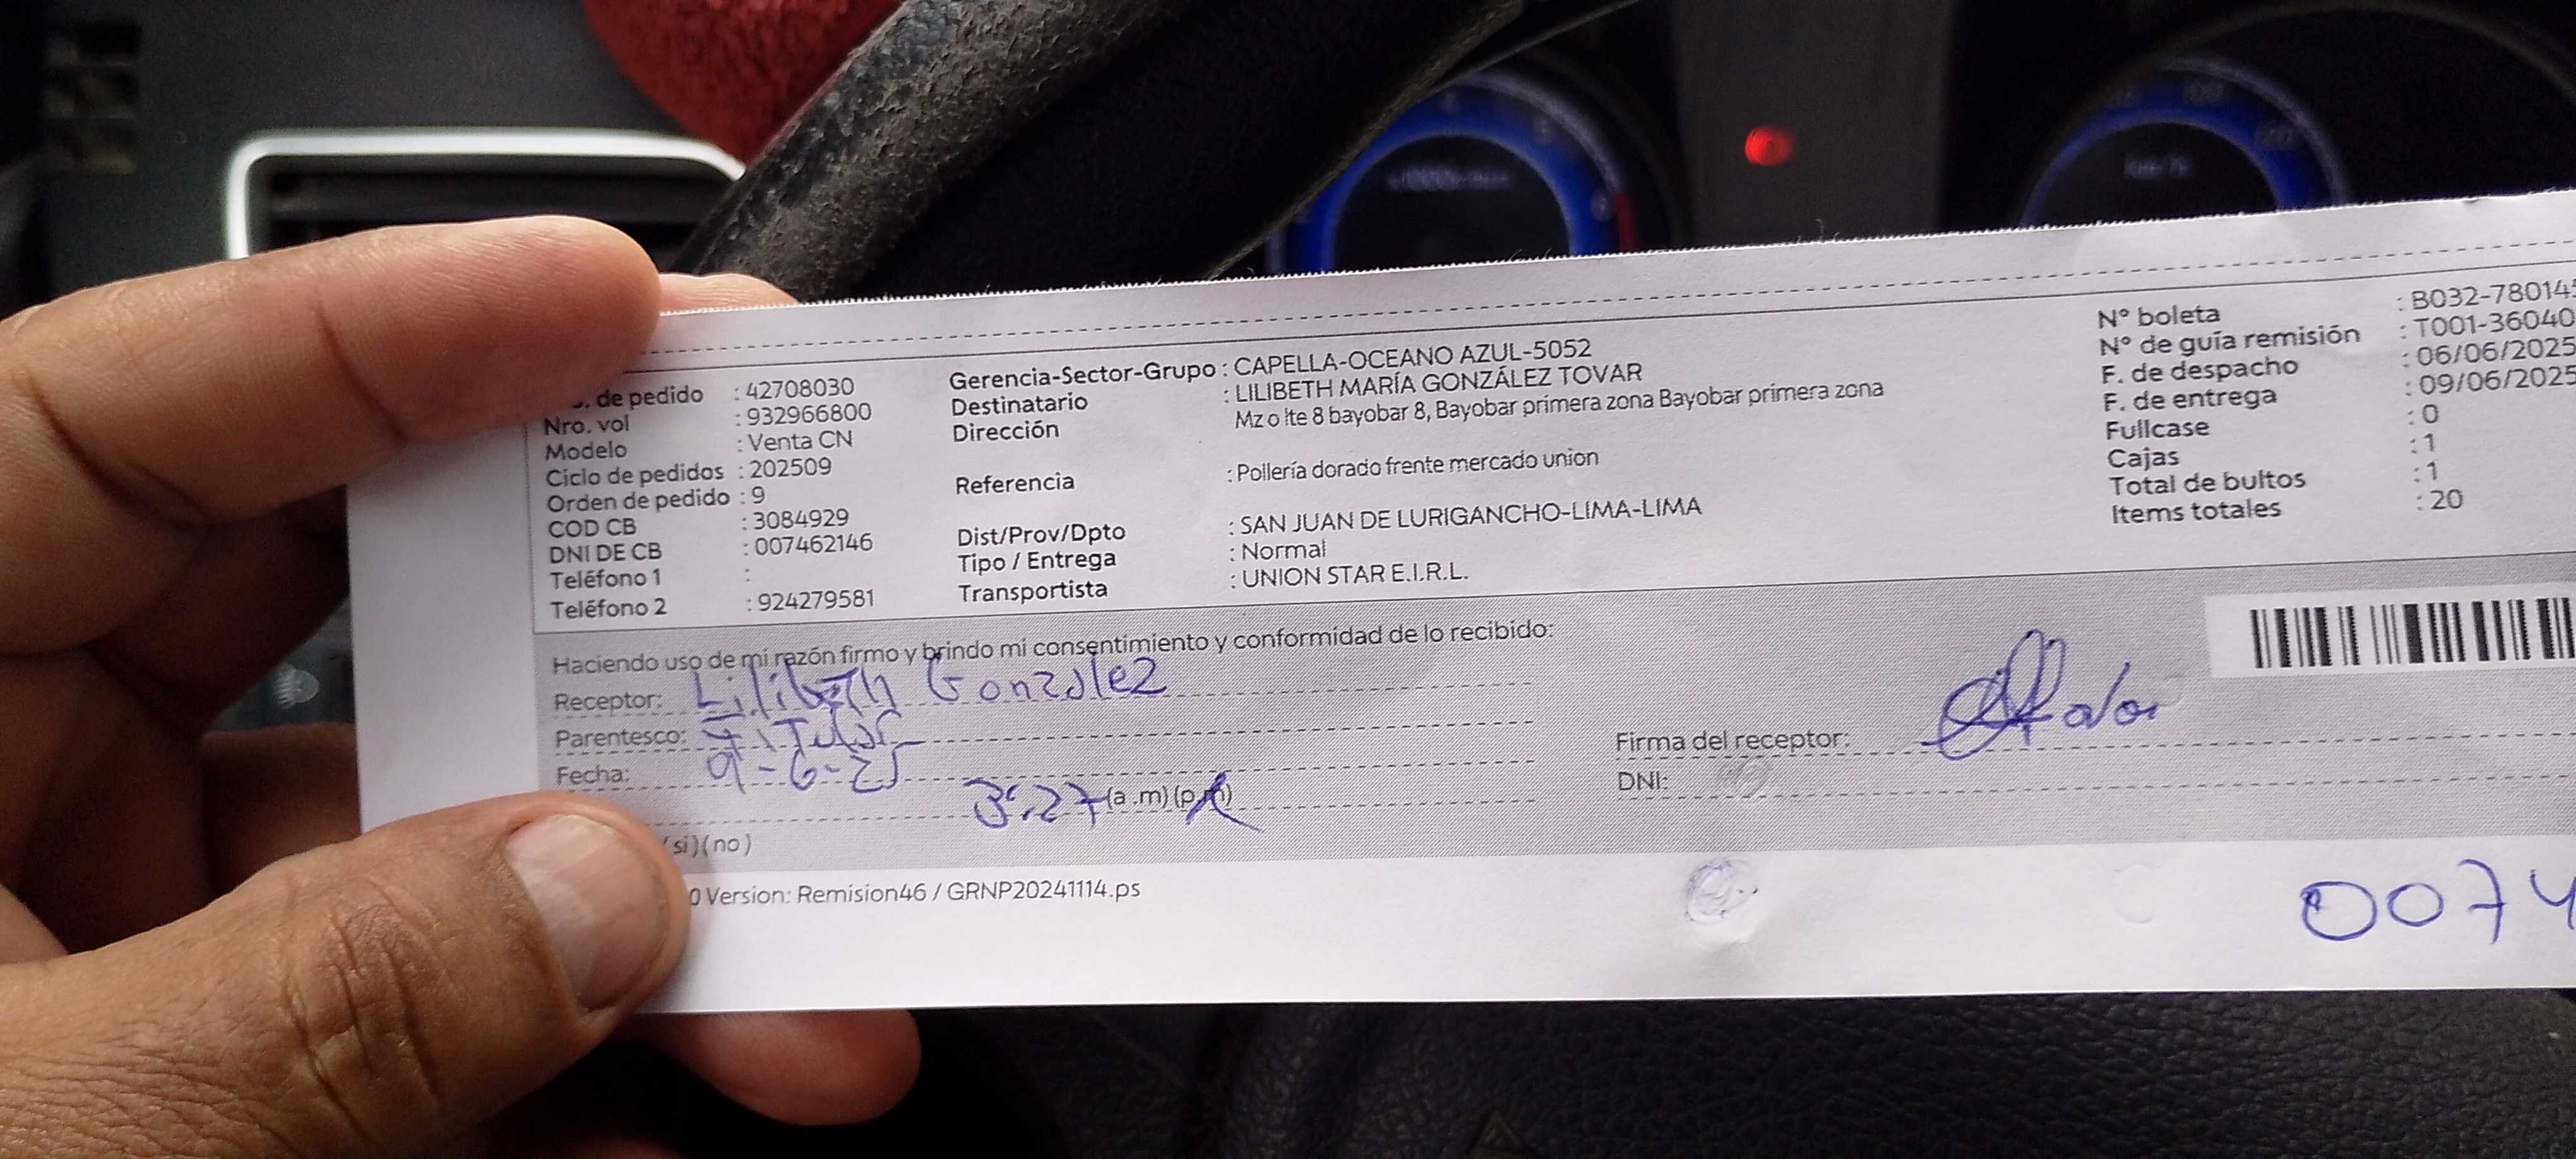 de pedido : 42708030
Nro. vol : 932966800
Modelo : Venta CN
Ciclo de pedidos : 202509
Orden de pedido : 9
COD CB : 3084929
DNI DE CB : 007462146
Teléfono 1 :
Teléfono 2 : 924279581
Gerencia-Sector-Grupo : CAPELLA-OCEANO AZUL-5052
Destinatario : LILIBETH MARÍA GONZÁLEZ TOVAR
Dirección Mz o lte 8 bayobar 8, Bayobar primera zona Bayobar primera zona
Referencia : Pollería dorado frente mercado union
Dist/Prov/Dpto : SAN JUAN DE LURIGANCHO-LIMA-LIMA
Tipo / Entrega : Normal
Transportista : UNION STAR E.I.R.L.
N° boleta : B032-78014
N° de guía remisión : T001-36040
F. de despacho : 06/06/2025
F. de entrega : 09/06/2025
Fullcase : 0
Cajas : 1
Total de bultos : 1
Items totales : 20
Haciendo uso de mi razón firmo y brindo mi consentimiento y conformidad de lo recibido:
Receptor: Lilibeth Gonzalez
Parentesco: Titular
Fecha: 9-6-25
3:27 (a .m) (p.m)
Firma del receptor:
DNI:
(si) (no)
0 Version: Remision46 / GRNP20241114.ps
0074